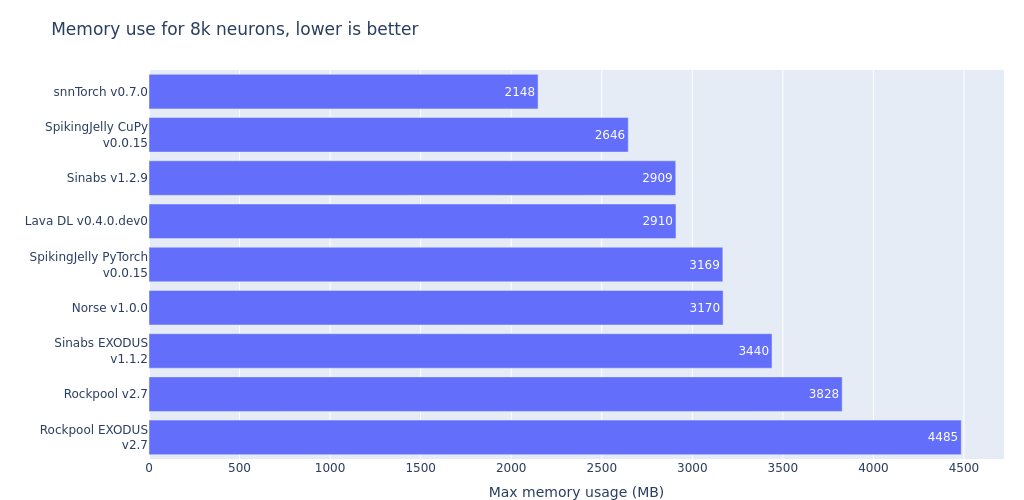 Memory use for 8k neurons, lower is better
snnTorch v0.7.0
2148
SpikingJelly CuPy
v0.0.15
2646
Sinabs v1.2.9
2909
Lava DL v0.4.0.dev0
2910
SpikingJelly PyTorch
v0.0.15
3169
Norse v1.0.0
3170
Sinabs EXODUS
v1.1.2
3440
Rockpool v2.7
3828
Rockpool EXODUS
v2.7
4485
0 500 1000 1500 2000 2500 3000 3500 4000 4500
Max memory usage (MB)